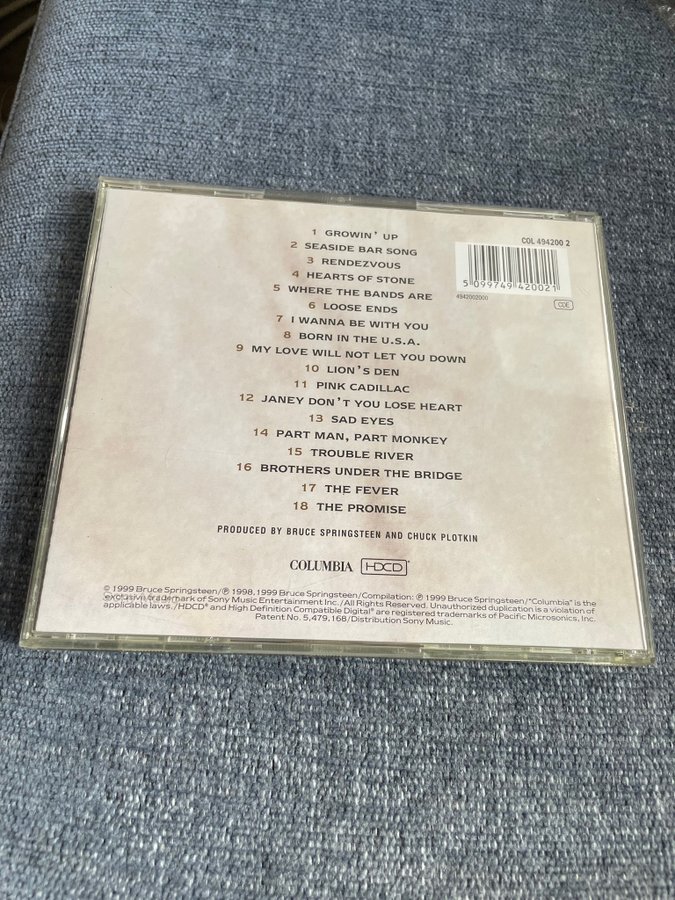 1 GROWIN' UP
2 SEASIDE BAR SONG
3 RENDEZVOUS
4 HEARTS OF STONE
5 WHERE THE BANDS ARE
6 LOOSE ENDS
7 I WANNA BE WITH YOU
8 BORN IN THE U.S.A.
9 MY LOVE WILL NOT LET YOU DOWN
10 LION'S DEN
11 PINK CADILLAC
12 JANEY DON'T YOU LOSE HEART
13 SAD EYES
14 PART MAN, PART MONKEY
15 TROUBLE RIVER
16 BROTHERS UNDER THE BRIDGE
17 THE FEVER
18 THE PROMISE
COL 494200 2
5 099749 420021
4942002000
CDE
PRODUCED BY BRUCE SPRINGSTEEN AND CHUCK PLOTKIN
COLUMBIA HDCD
© 1999 Bruce Springsteen/℗ 1998, 1999 Bruce Springsteen/Compilation: ℗ 1999 Bruce Springsteen/"Columbia" is the
exclusive trademark of Sony Music Entertainment Inc./All Rights Reserved. Unauthorized duplication is a violation of
applicable laws./HDCD® and High Definition Compatible Digital® are registered trademarks of Pacific Microsonics, Inc.
Patent No. 5,479,168/Distribution Sony Music.